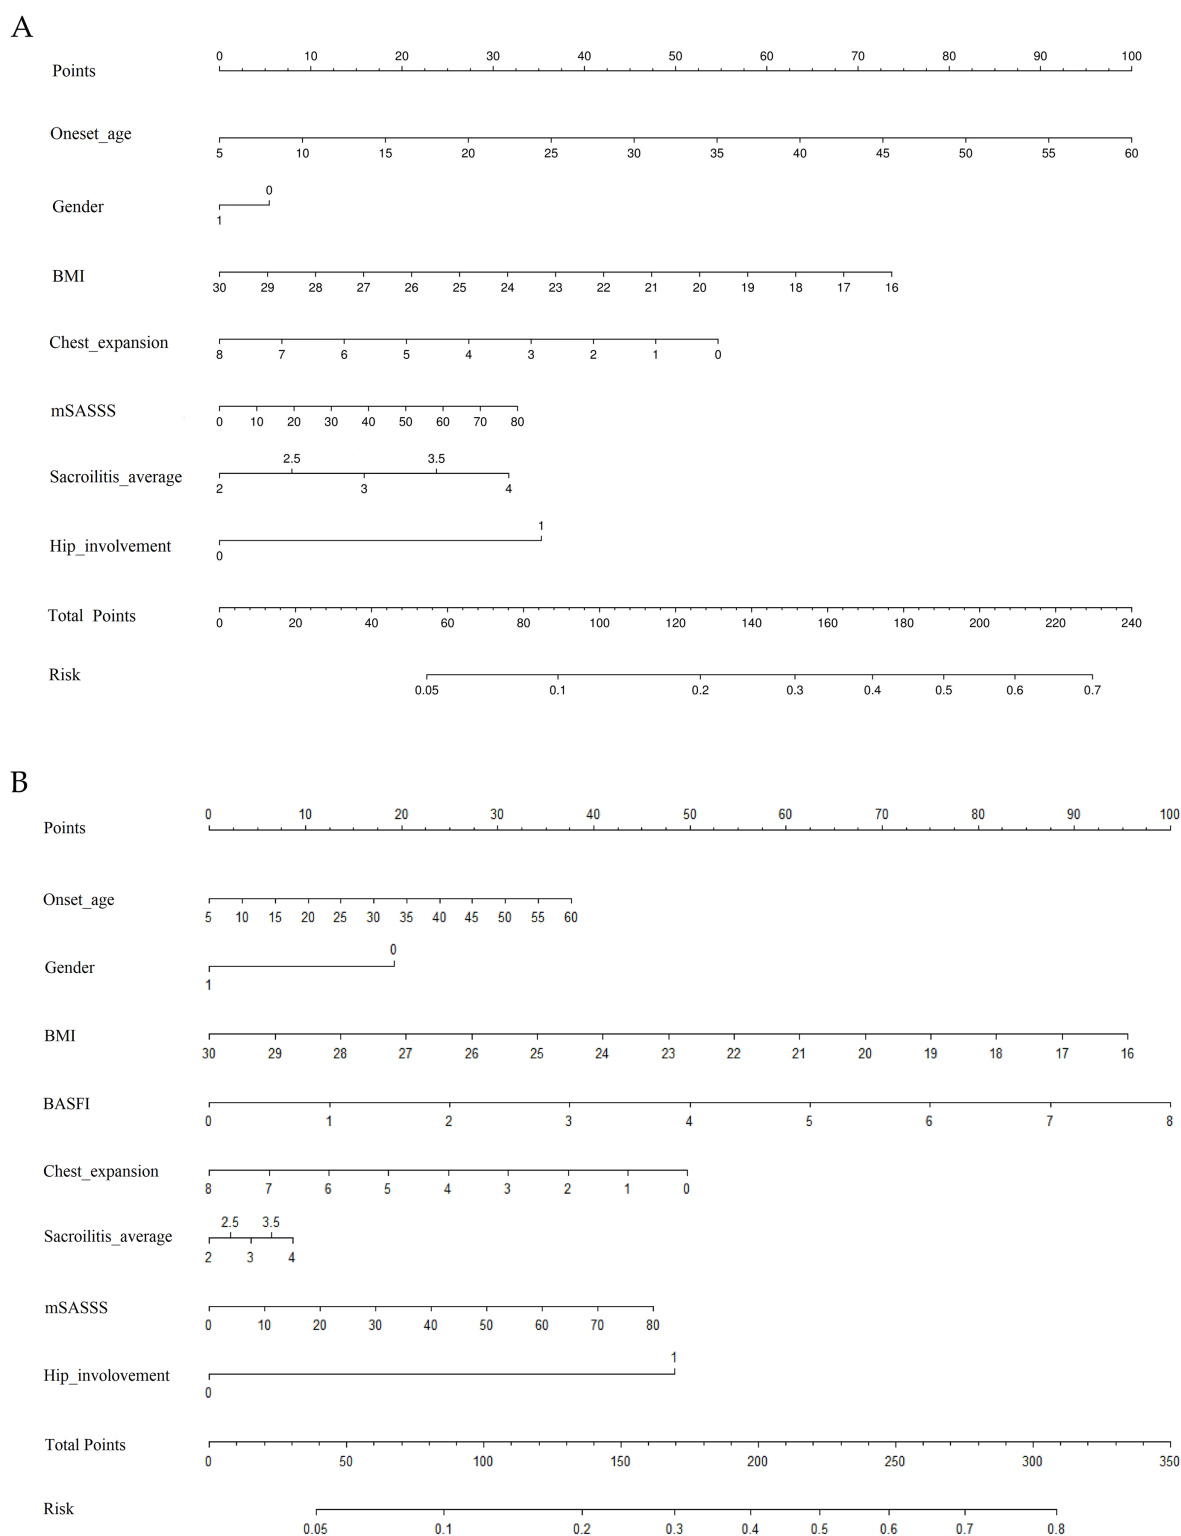 A
0 10 20 30 40 50 60 70 80 90 100
Points
Oneset_age
5 10 15 20 25 30 35 40 45 50 55 60
0
Gender
1
BMI
30 29 28 27 26 25 24 23 22 21 20 19 18 17 16
Chest_expansion
8 7 6 5 4 3 2 1 0
mSASSS
0 10 20 30 40 50 60 70 80
2.5 3.5
Sacroilitis_average
2 3 4
1
Hip_involvement
0
Total Points
0 20 40 60 80 100 120 140 160 180 200 220 240
Risk
0.05 0.1 0.2 0.3 0.4 0.5 0.6 0.7
B
0 10 20 30 40 50 60 70 80 90 100
Points
Onset_age
5 10 15 20 25 30 35 40 45 50 55 60
0
Gender
1
BMI
30 29 28 27 26 25 24 23 22 21 20 19 18 17 16
BASFI
0 1 2 3 4 5 6 7 8
Chest_expansion
8 7 6 5 4 3 2 1 0
2.5 3.5
Sacroilitis_average
2 3 4
mSASSS
0 10 20 30 40 50 60 70 80
1
Hip_involovement
0
Total Points
0 50 100 150 200 250 300 350
Risk
0.05 0.1 0.2 0.3 0.4 0.5 0.6 0.7 0.8